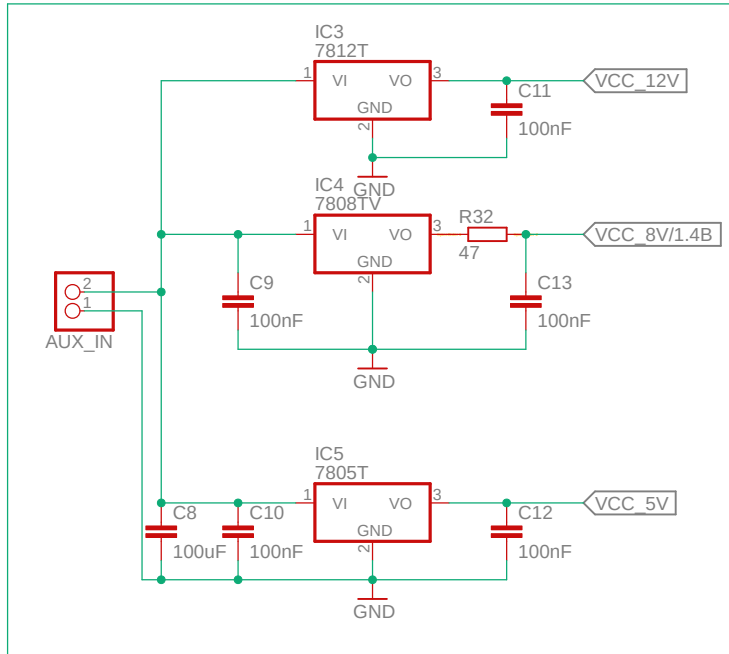 IC3
7812T
1
VI
VO
3
GND
2
C11
100nF
VCC_12V
GND
IC4
7808TV
1
VI
VO
3
GND
2
R32
47
VCC_8V/1.4B
C9
100nF
C13
100nF
GND
2
1
AUX_IN
IC5
7805T
1
VI
VO
3
GND
2
C8
100uF
C10
100nF
C12
100nF
VCC_5V
GND